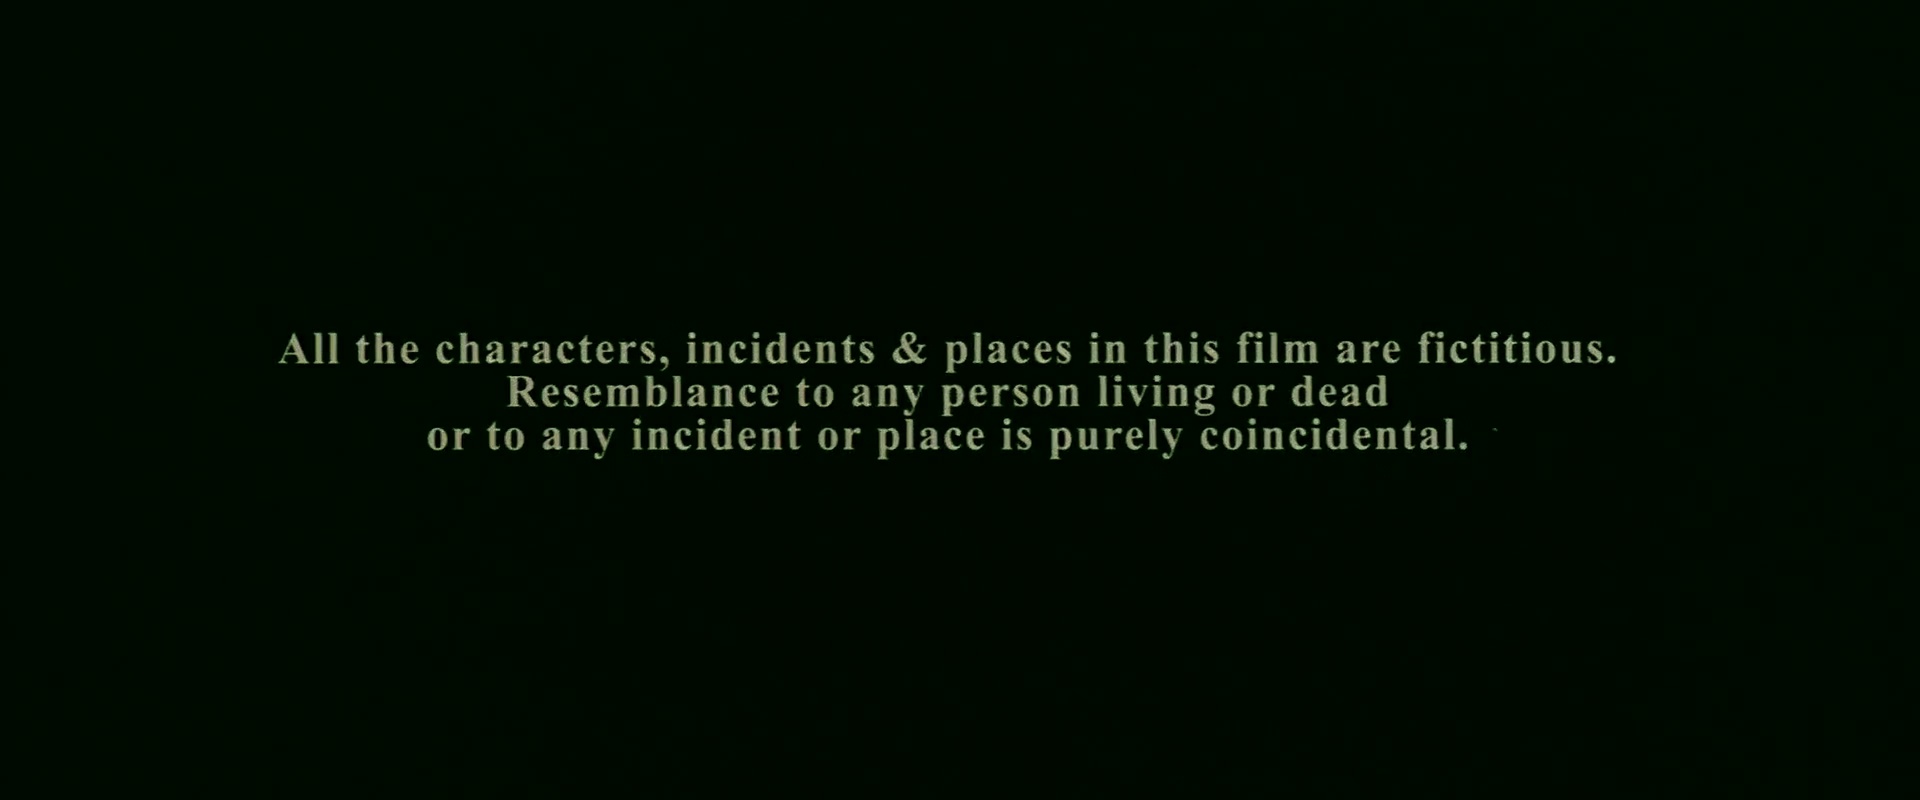 All the characters, incidents & places in this film are fictitious.
Resemblance to any person living or dead
or to any incident or place is purely coincidental.